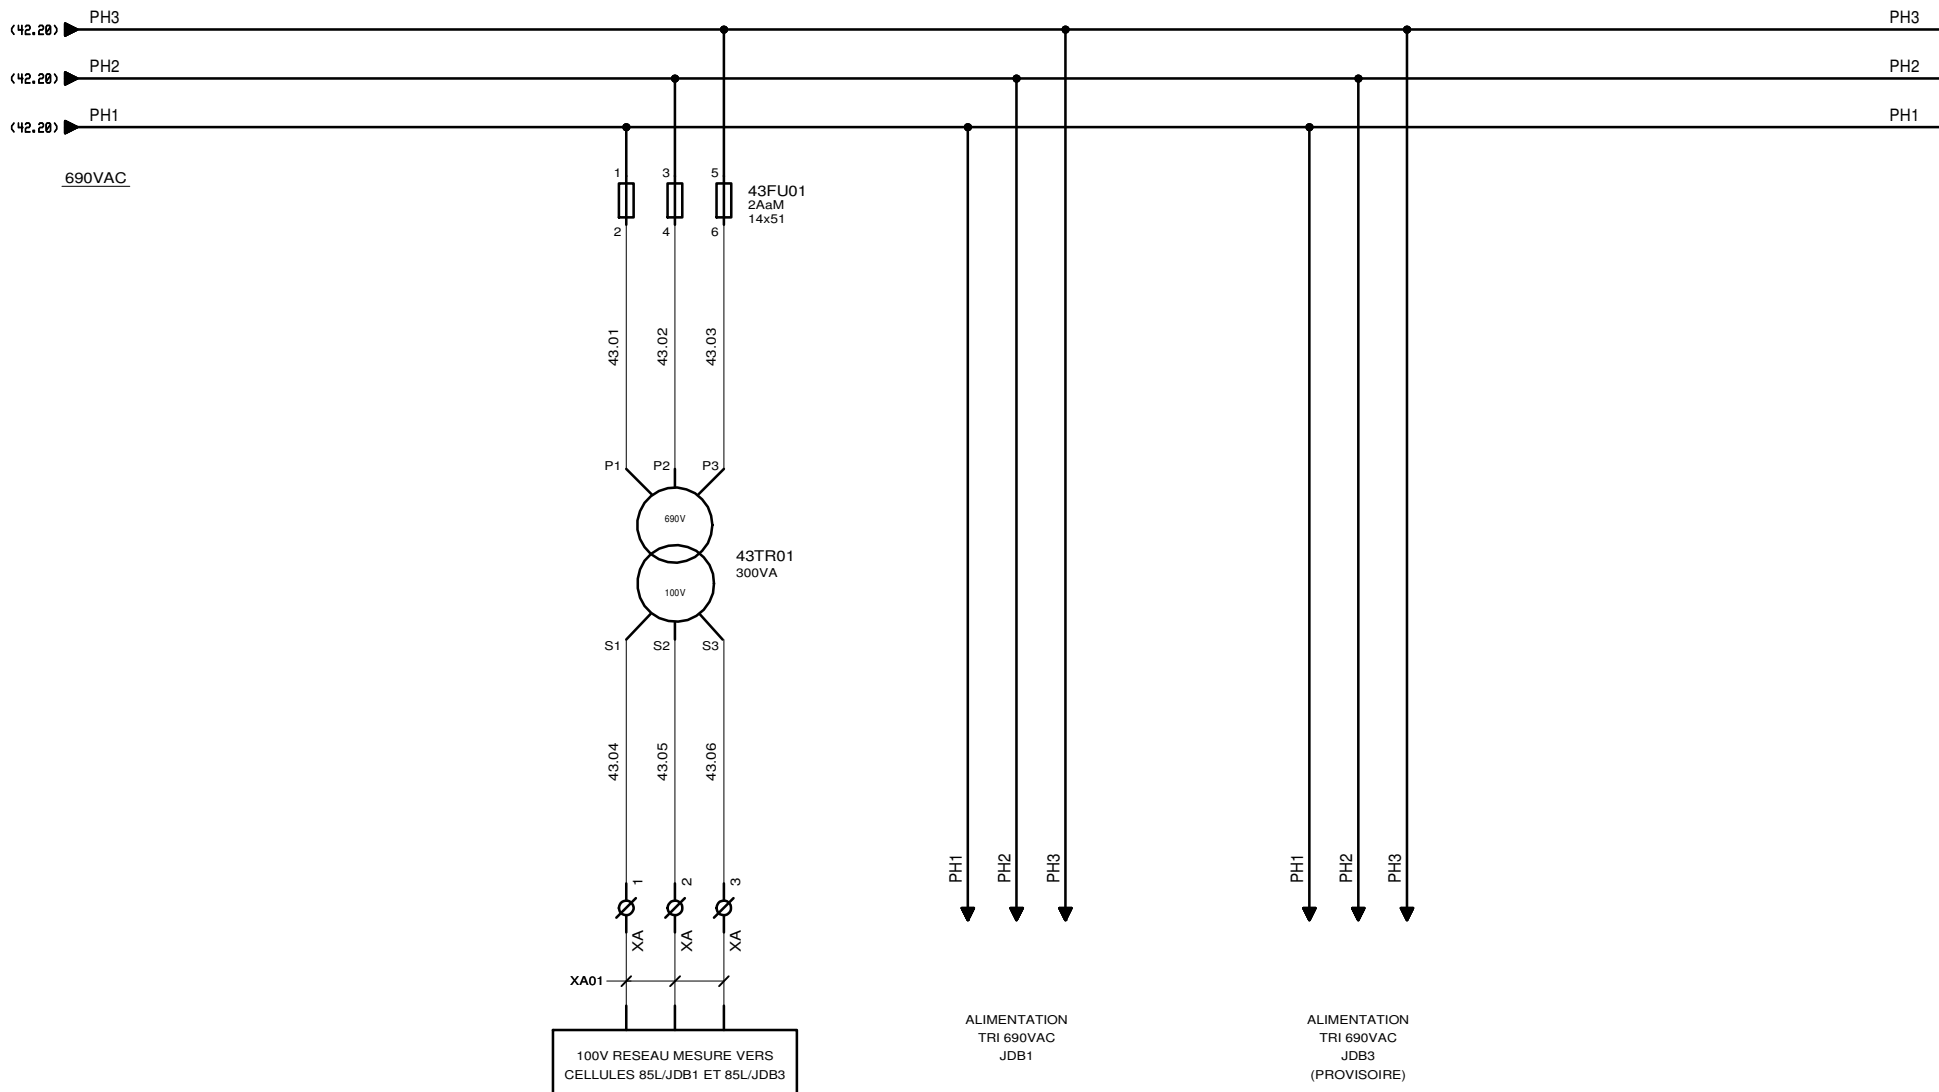 (42.20) PH3 PH3
(42.20) PH2 PH2
(42.20) PH1 PH1
690VAC
1 3 5
43FU01
2AaM
14x51
2 4 6
43.01 43.02 43.03
P1 P2 P3
690V
43TR01
300VA
100V
S1 S2 S3
43.04 43.05 43.06
PH1 PH2 PH3 PH1 PH2 PH3
1 2 3
XA XA XA
XA01
100V RESEAU MESURE VERS
CELLULES 85L/JDB1 ET 85L/JDB3
ALIMENTATION
TRI 690VAC
JDB1
ALIMENTATION
TRI 690VAC
JDB3
(PROVISOIRE)